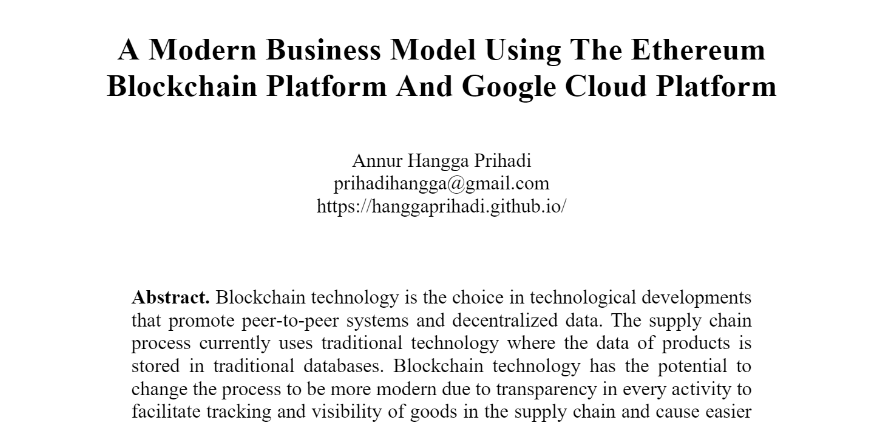 A Modern Business Model Using The Ethereum
Blockchain Platform And Google Cloud Platform
Annur Hangga Prihadi
prihadihangga@gmail.com
https://hanggaprihadi.github.io/
Abstract. Blockchain technology is the choice in technological developments
that promote peer-to-peer systems and decentralized data. The supply chain
process currently uses traditional technology where the data of products is
stored in traditional databases. Blockchain technology has the potential to
change the process to be more modern due to transparency in every activity to
facilitate tracking and visibility of goods in the supply chain and cause easier